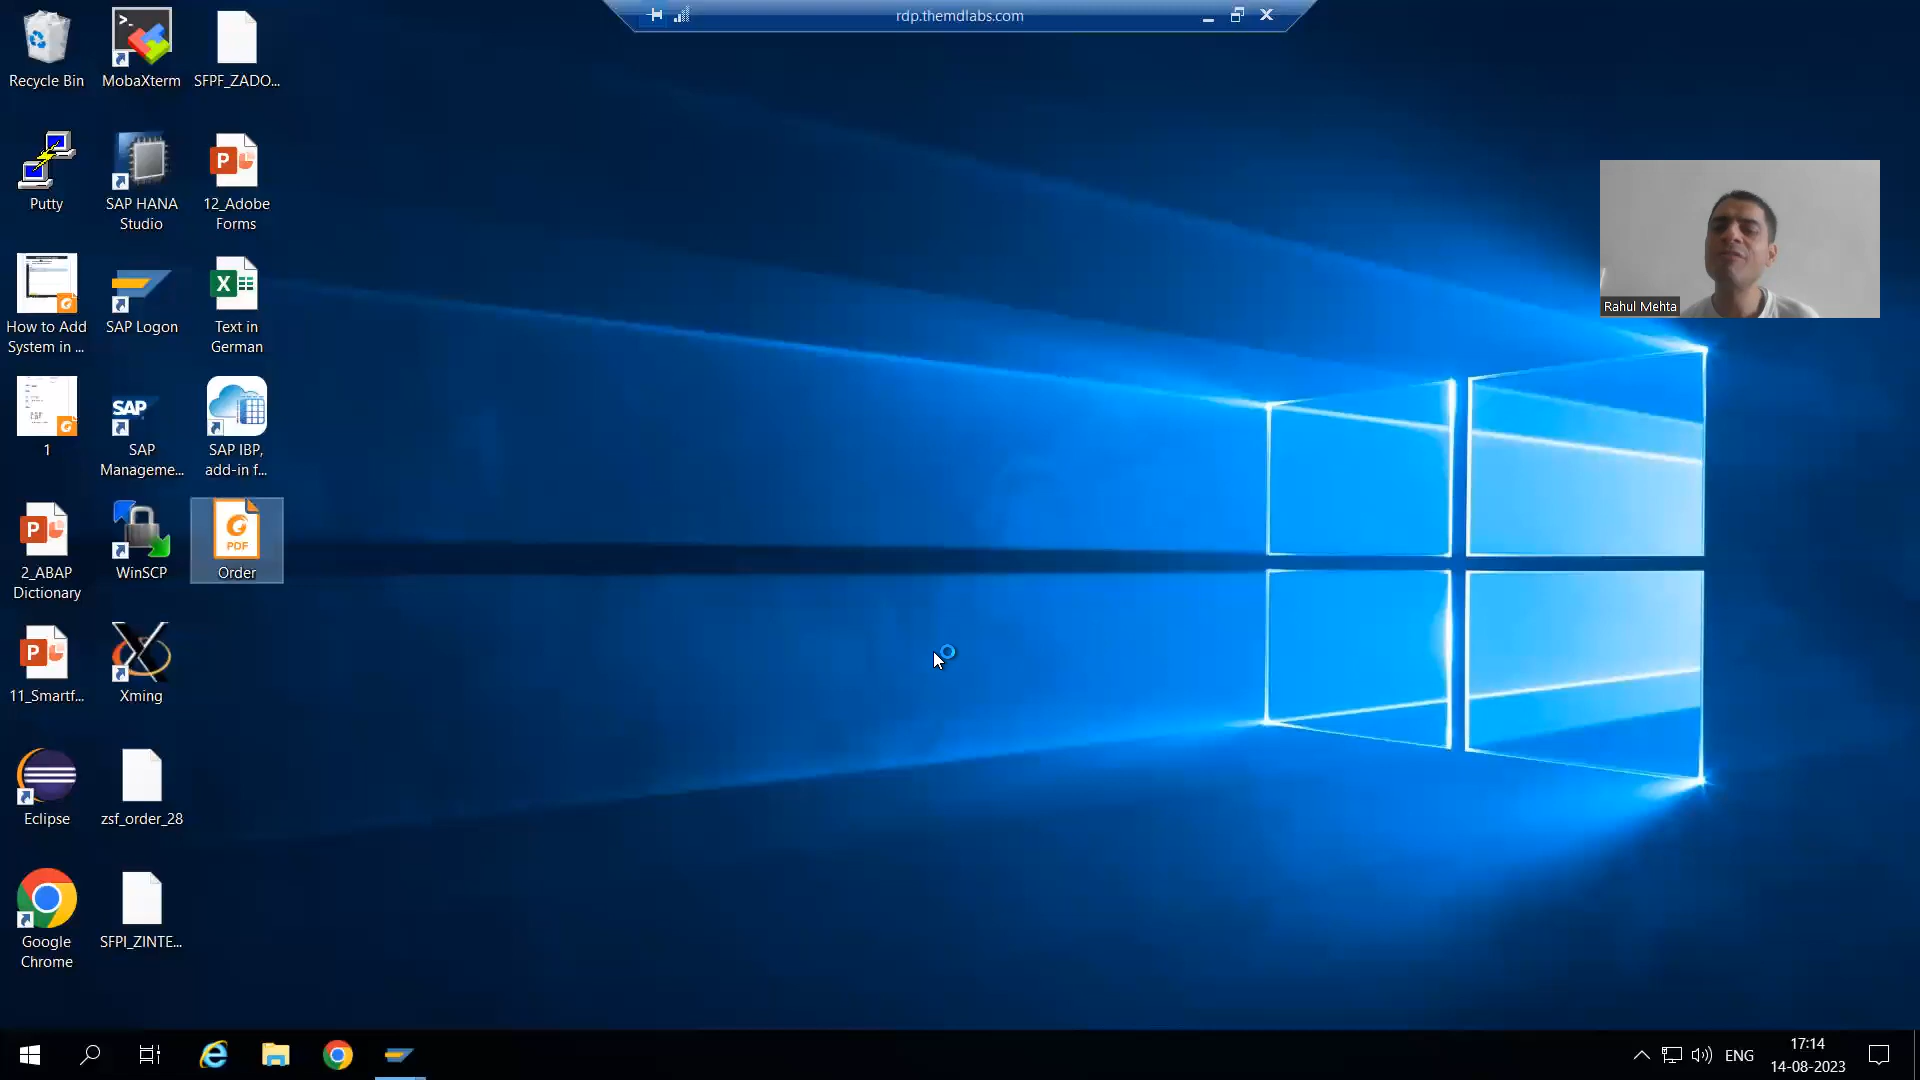 rdp.themdlabs.com
Recycle Bin
MobaXterm
SFPF_ZADO...
Putty
SAP HANA
Studio
12_Adobe
Forms
How to Add
System in ...
SAP Logon
Text in
German
1
SAP
SAP
Manageme...
SAP IBP,
add-in f...
2_ABAP
Dictionary
WinSCP
PDF
Order
11_Smartf...
Xming
Eclipse
zsf_order_28
Google
Chrome
SFPI_ZINTE...
Rahul Mehta
ENG
17:14
14-08-2023